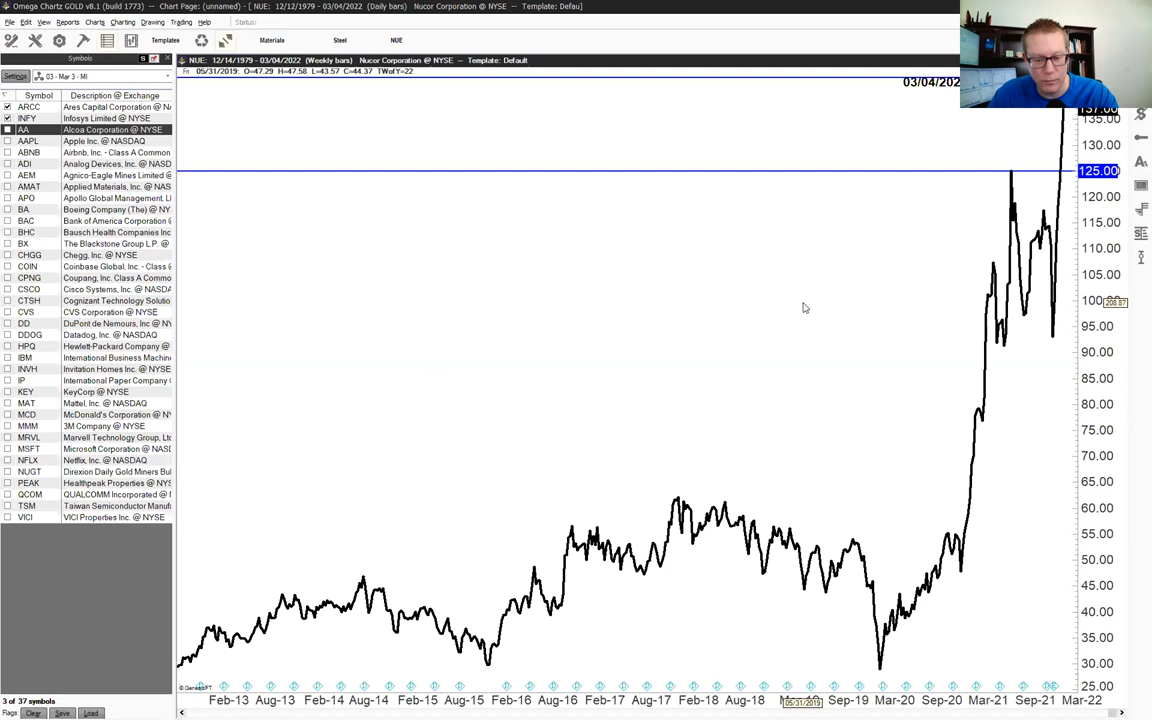 Omega Chartz GOLD v8.1 (build 1773) -- Chart Page: (unnamed) - [ NUE: 12/12/1979 - 03/04/2022 (Daily bars) Nucor Corporation @ NYSE - Template: Defau]
File Edit View Reports Charts Charting Drawing Trading Help Status:
Templates Materials Steel NUE
Symbols
S
NUE: 12/14/1979 - 03/04/2022 (Weekly bars) Nucor Corporation @ NYSE -- Template: Default
Settings 03 - Mar 3 - MI
Fri 05/31/2019: O=47.29 H=47.58 L=43.57 C=44.37 TWofY=22
03/04/202
Symbol Description @ Exchange
ARCC Ares Capital Corporation @ NA
INFY Infosys Limited @ NYSE
AA Alcoa Corporation @ NYSE
AAPL Apple Inc. @ NASDAQ
ABNB Airbnb, Inc. - Class A Common
ADI Analog Devices, Inc. @ NASD
AEM Agnico-Eagle Mines Limited @
AMAT Applied Materials, Inc. @ NAS
APO Apollo Global Management, Ll
BA Boeing Company (The) @ NY
BAC Bank of America Corporation @
BHC Bausch Health Companies Inc
BX The Blackstone Group L.P. @
CHGG Chegg, Inc. @ NYSE
COIN Coinbase Global, Inc. - Class A
CPNG Coupang, Inc. Class A Commo
CSCO Cisco Systems, Inc. @ NASDA
CTSH Cognizant Technology Solutio
CVS CVS Corporation @ NYSE
DD DuPont de Nemours, Inc @ NY
DDOG Datadog, Inc. @ NASDAQ
HPQ Hewlett-Packard Company @
IBM International Business Machin
INVH Invitation Homes Inc. @ NYSE
IP International Paper Company (
KEY KeyCorp @ NYSE
MAT Mattel, Inc. @ NASDAQ
MCD McDonald's Corporation @ NY
MMM 3M Company @ NYSE
MRVL Marvell Technology Group, Ltd
MSFT Microsoft Corporation @ NASD
NFLX Netflix, Inc. @ NASDAQ
NUGT Direxion Daily Gold Miners Bul
PEAK Healthpeak Properties @ NYS
QCOM QUALCOMM Incorporated @ N
TSM Taiwan Semiconductor Manufa
VICI VICI Properties Inc. @ NYSE
137.00
135.00
130.00
125.00
120.00
115.00
110.00
105.00
100.00
208.87
95.00
90.00
85.00
80.00
75.00
70.00
65.00
60.00
55.00
50.00
45.00
40.00
35.00
30.00
25.00
Feb-13 Aug-13 Feb-14 Aug-14 Feb-15 Aug-15 Feb-16 Aug-16 Feb-17 Aug-17 Feb-18 Aug-18 05/31/2019 Sep-19 Mar-20 Sep-20 Mar-21 Sep-21 Mar-22
3 of 37 symbols
Flags: Clear Save Load